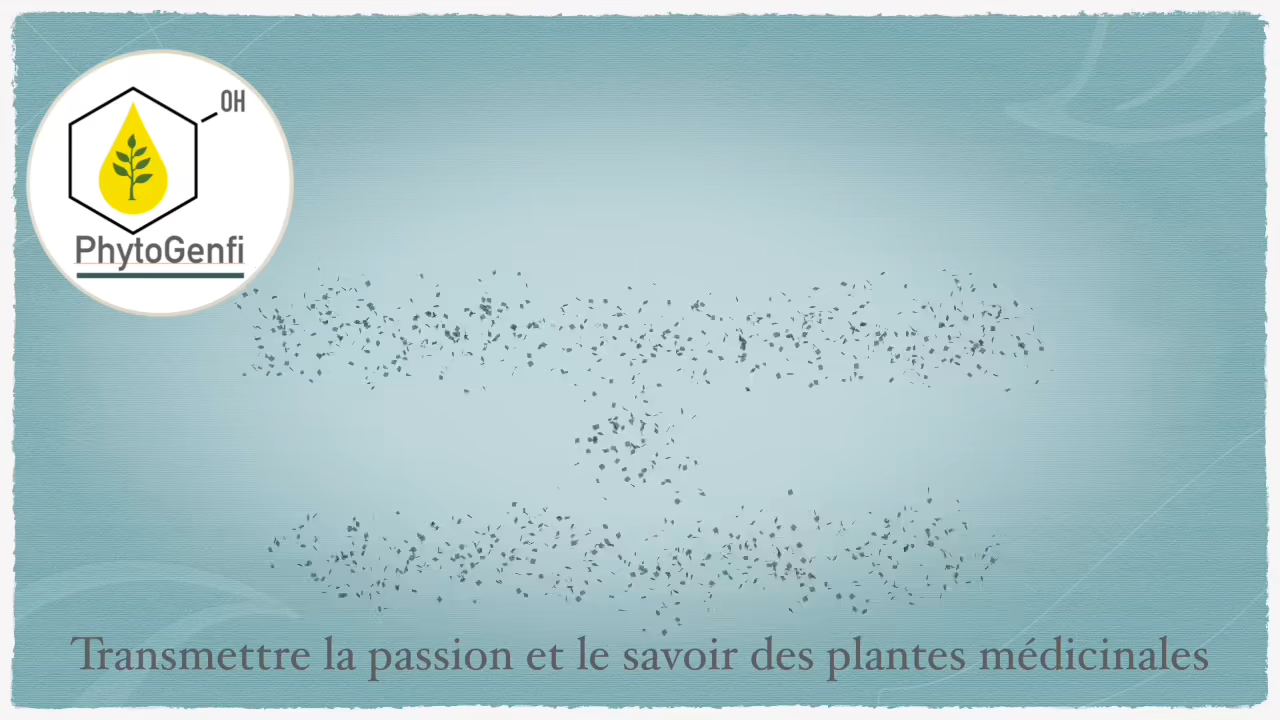 OH
PhytoGenfi
Transmettre la passion et le savoir des plantes médicinales